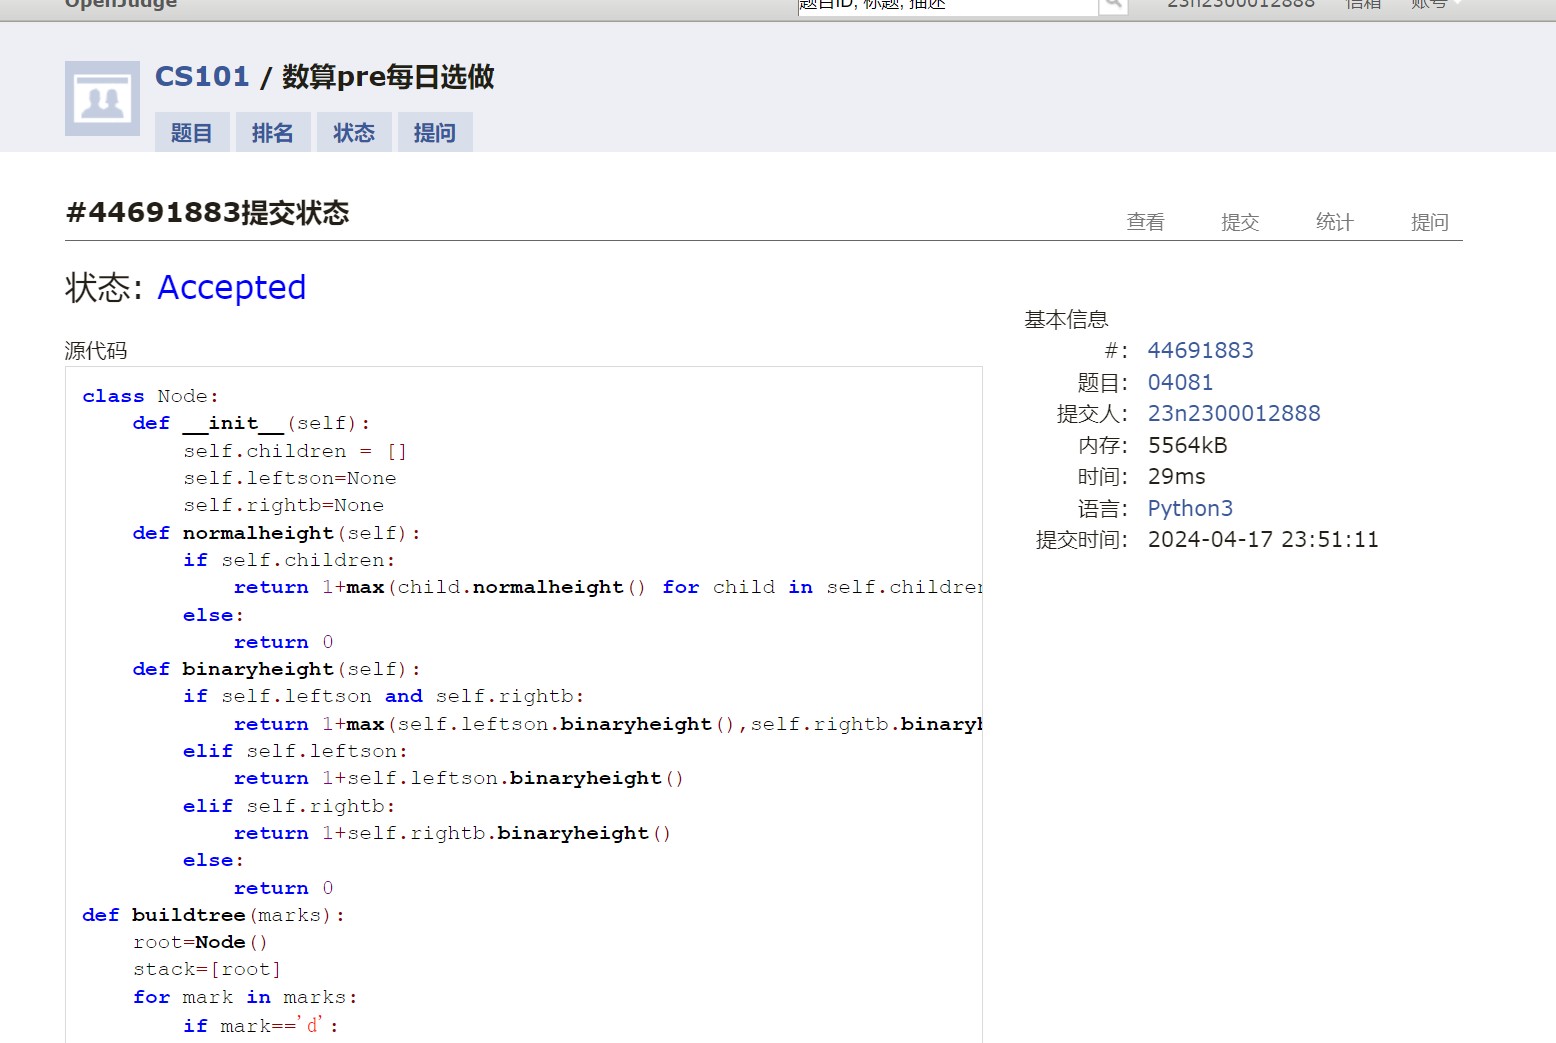 OpenJudge
题目ID, 标题, 描述
23n2300012888 信箱 账号
CS101 / 数算pre每日选做
题目 排名 状态 提问
#44691883提交状态
查看 提交 统计 提问
状态: Accepted
源代码
class Node:
    def __init__(self):
        self.children = []
        self.leftson=None
        self.rightb=None
    def normalheight(self):
        if self.children:
            return 1+max(child.normalheight() for child in self.children
        else:
            return 0
    def binaryheight(self):
        if self.leftson and self.rightb:
            return 1+max(self.leftson.binaryheight(),self.rightb.binaryh
        elif self.leftson:
            return 1+self.leftson.binaryheight()
        elif self.rightb:
            return 1+self.rightb.binaryheight()
        else:
            return 0
def buildtree(marks):
    root=Node()
    stack=[root]
    for mark in marks:
        if mark=='d':
基本信息
#: 44691883
题目: 04081
提交人: 23n2300012888
内存: 5564kB
时间: 29ms
语言: Python3
提交时间: 2024-04-17 23:51:11